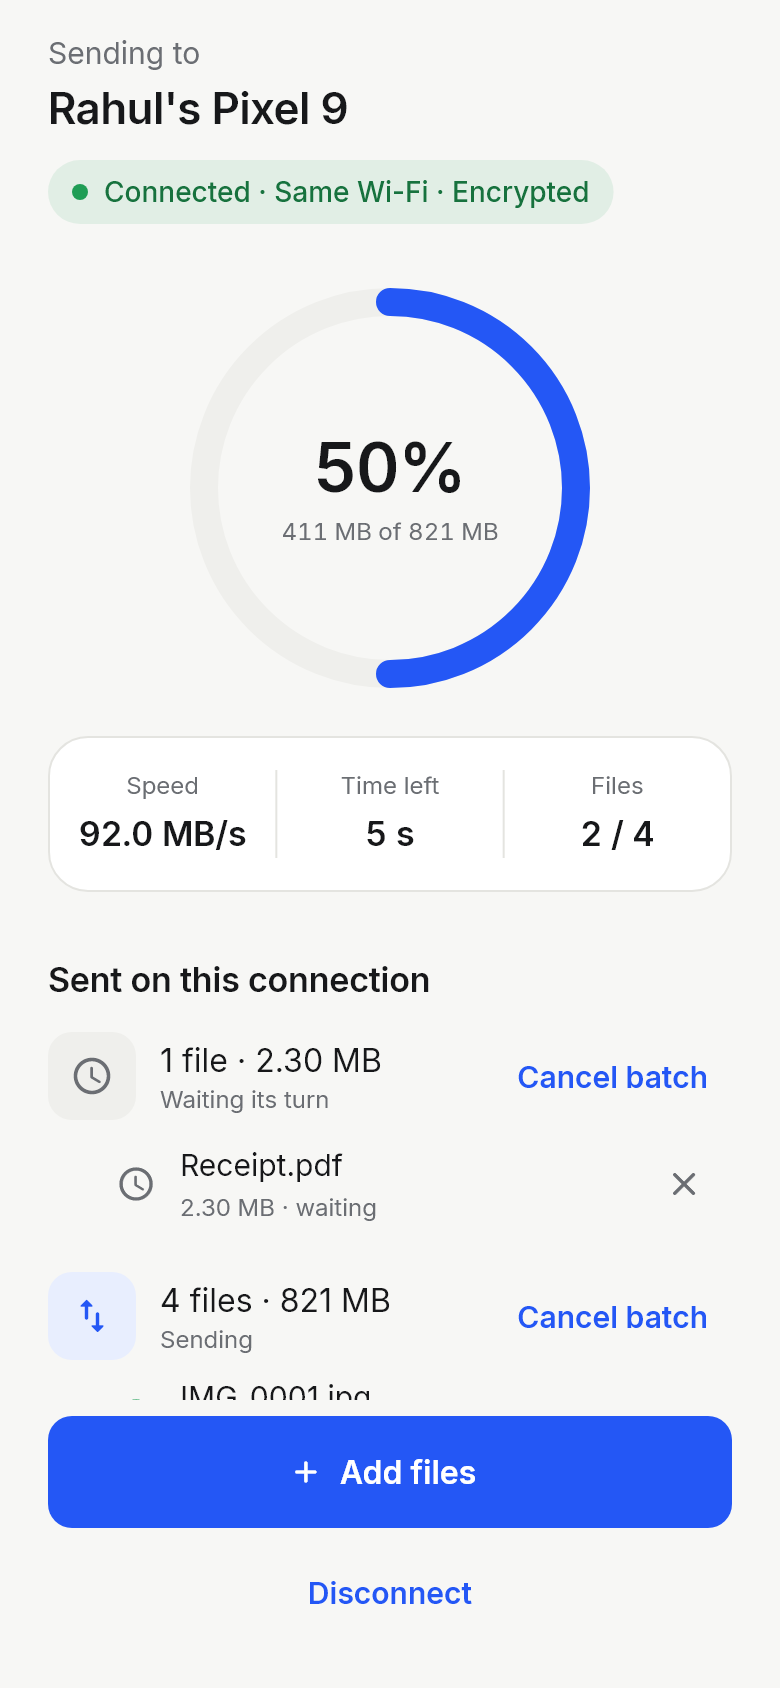 Sending to
Rahul's Pixel 9
Connected · Same Wi-Fi · Encrypted
50%
411 MB of 821 MB
Speed
92.0 MB/s
Time left
5 s
Files
2 / 4
Sent on this connection
1 file · 2.30 MB
Waiting its turn
Cancel batch
Receipt.pdf
2.30 MB · waiting
4 files · 821 MB
Sending
Cancel batch
IMG_0001.jpg
Add files
Disconnect